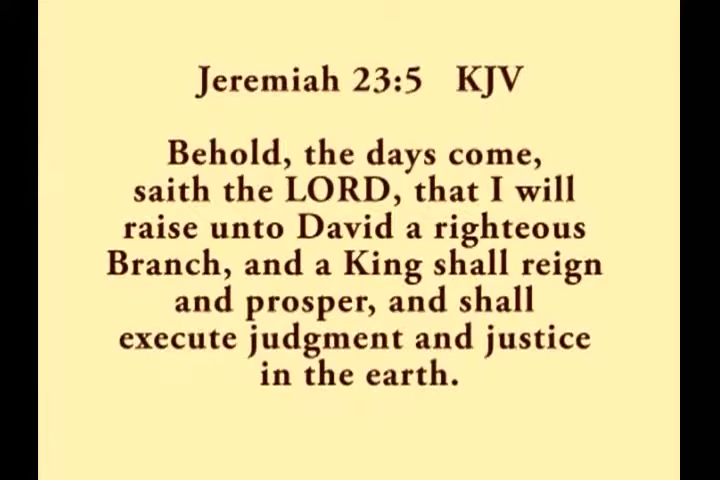 Jeremiah 23:5 KJV
Behold, the days come,
saith the LORD, that I will
raise unto David a righteous
Branch, and a King shall reign
and prosper, and shall
execute judgment and justice
in the earth.